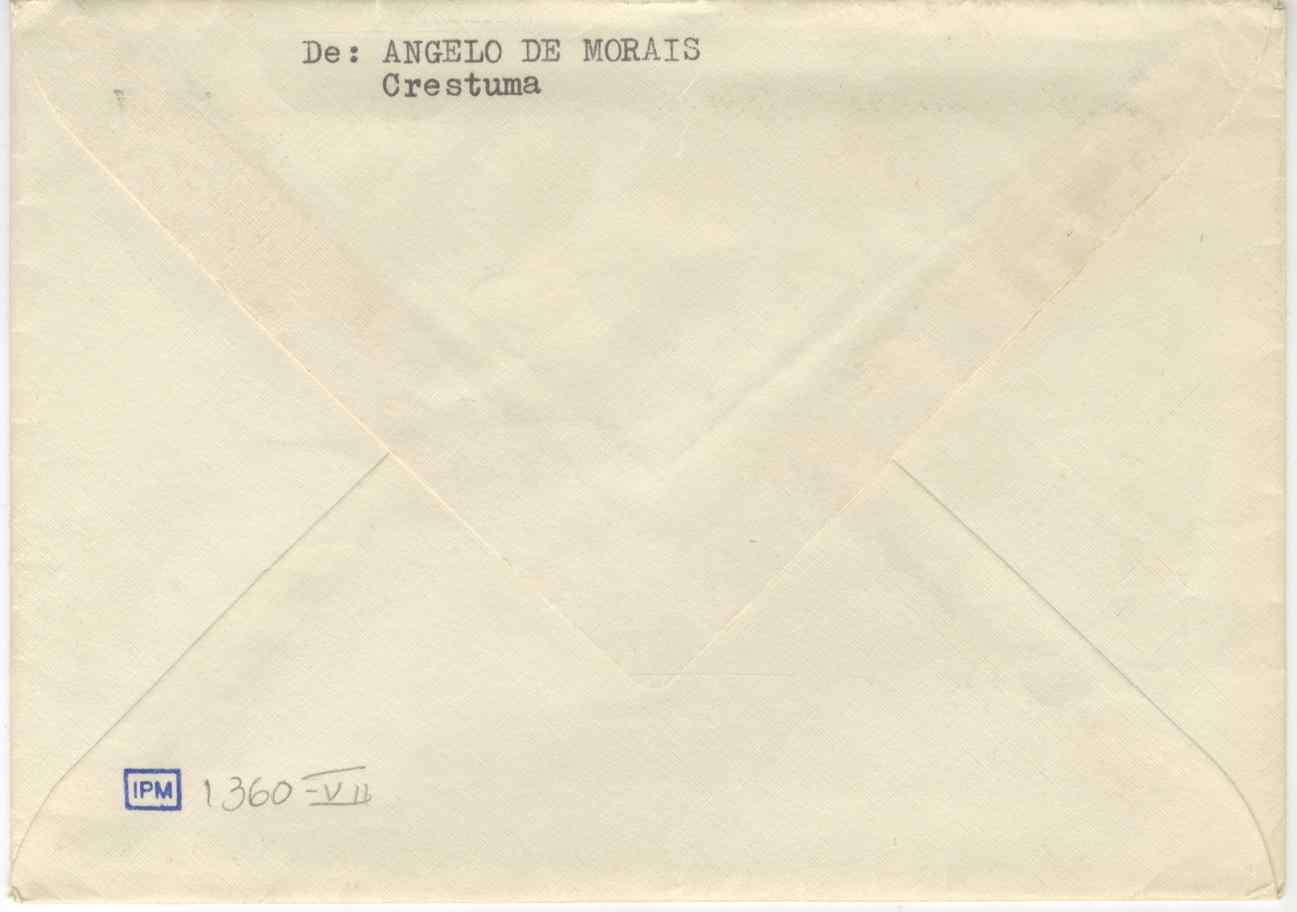 De: ANGELO DE MORAIS
Crestuma
IPM 1360-VII